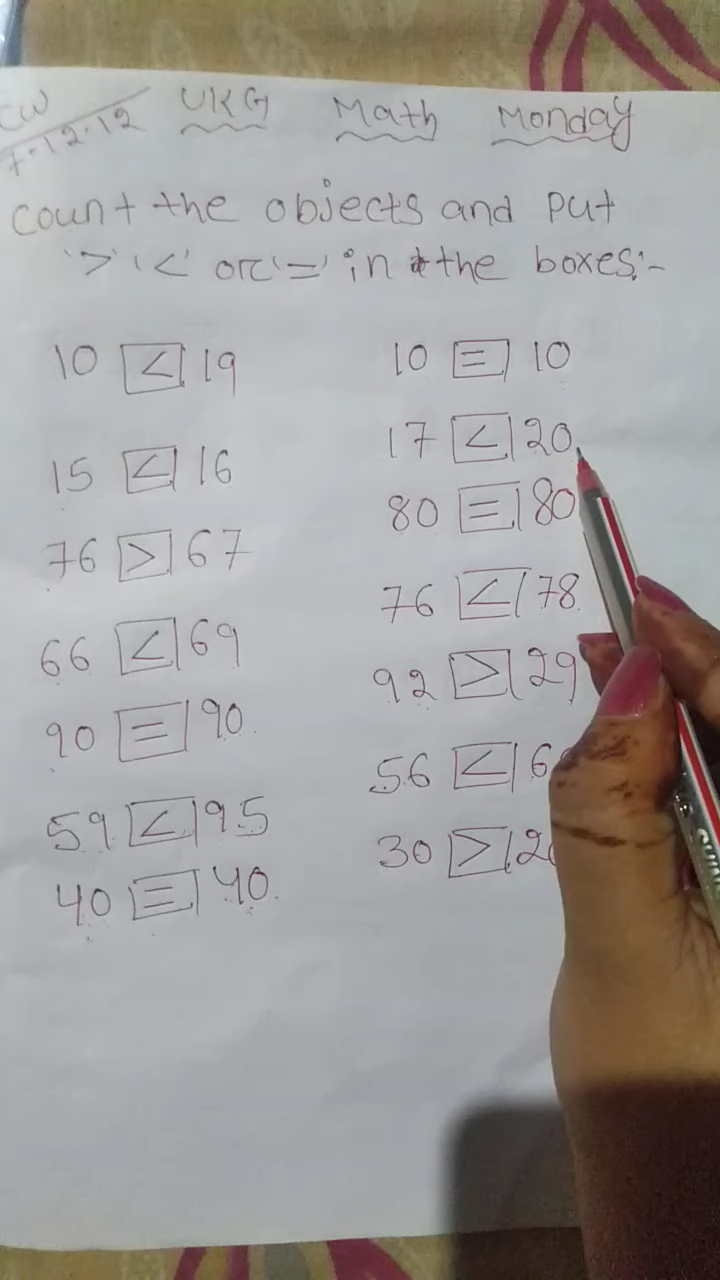 CW UKG Math Monday
7.12.12
Count the objects and put
'>' '<' or '=' in the boxes:-
10 < 19
15 < 16
76 > 67
66 < 69
90 = 90
59 < 95
40 = 40
10 = 10
17 < 20
80 = 80
76 < 78
92 > 29
56 <
30 >